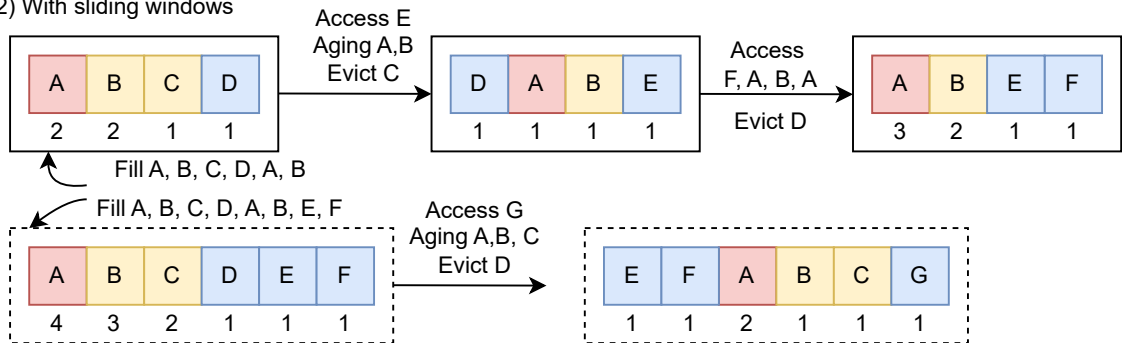 2) With sliding windows
A B C D
2 2 1 1
Access E
Aging A,B
Evict C
D A B E
1 1 1 1
Access
F, A, B, A
Evict D
A B E F
3 2 1 1
Fill A, B, C, D, A, B
Fill A, B, C, D, A, B, E, F
A B C D E F
4 3 2 1 1 1
Access G
Aging A,B, C
Evict D
E F A B C G
1 1 2 1 1 1